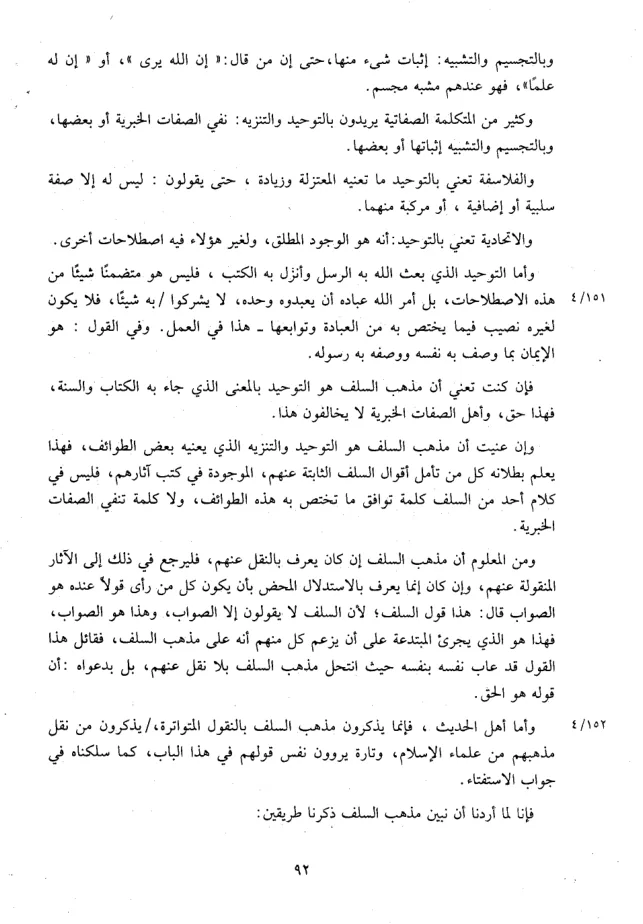 وبالتجسيم والتشبيه: إثبات شىء منها، حتى إن من قال: « إن الله يرى »، أو « إن له
علمًا»، فهو عندهم مشبه مجسم.
وكثير من المتكلمة الصفاتية يريدون بالتوحيد والتنزيه: نفي الصفات الخبرية أو بعضها،
وبالتجسيم والتشبيه إثباتها أو بعضها.
والفلاسفة تعني بالتوحيد ما تعنيه المعتزلة وزيادة ، حتى يقولون : ليس له إلا صفة
سلبية أو إضافية ، أو مركبة منهما.
والاتحادية تعني بالتوحيد: أنه هو الوجود المطلق، ولغير هؤلاء فيه اصطلاحات أخرى.
وأما التوحيد الذي بعث الله به الرسل وأنزل به الكتب ، فليس هو متضمنًا شيئًا من
٤/١٥١ هذه الاصطلاحات، بل أمر الله عباده أن يعبدوه وحده، لا يشركوا /به شيئًا، فلا يكون
لغيره نصيب فيما يختص به من العبادة وتوابعها ـ هذا في العمل. وفي القول : هو
الإيمان بما وصف به نفسه ووصفه به رسوله.
فإن كنت تعني أن مذهب السلف هو التوحيد بالمعنى الذي جاء به الكتاب والسنة،
فهذا حق، وأهل الصفات الخبرية لا يخالفون هذا.
وإن عنيت أن مذهب السلف هو التوحيد والتنزيه الذي يعنيه بعض الطوائف، فهذا
يعلم بطلانه كل من تأمل أقوال السلف الثابتة عنهم، الموجودة في كتب آثارهم، فليس في
كلام أحد من السلف كلمة توافق ما تختص به هذه الطوائف، ولا كلمة تنفي الصفات
الخبرية.
ومن المعلوم أن مذهب السلف إن كان يعرف بالنقل عنهم، فليرجع في ذلك إلى الآثار
المنقولة عنهم، وإن كان إنما يعرف بالاستدلال المحض بأن يكون كل من رأى قولاً عنده هو
الصواب قال: هذا قول السلف؛ لأن السلف لا يقولون إلا الصواب، وهذا هو الصواب،
فهذا هو الذي يجرئ المبتدعة على أن يزعم كل منهم أنه على مذهب السلف، فقائل هذا
القول قد عاب نفسه بنفسه حيث انتحل مذهب السلف بلا نقل عنهم، بل بدعواه :أن
قوله هو الحق.
٤/١٥٢ وأما أهل الحديث ، فإنما يذكرون مذهب السلف بالنقول المتواترة،/يذكرون من نقل
مذهبهم من علماء الإسلام، وتارة يروون نفس قولهم في هذا الباب، كما سلكناه في
جواب الاستفتاء.
فإنا لما أردنا أن نبين مذهب السلف ذكرنا طريقين:
٩٢